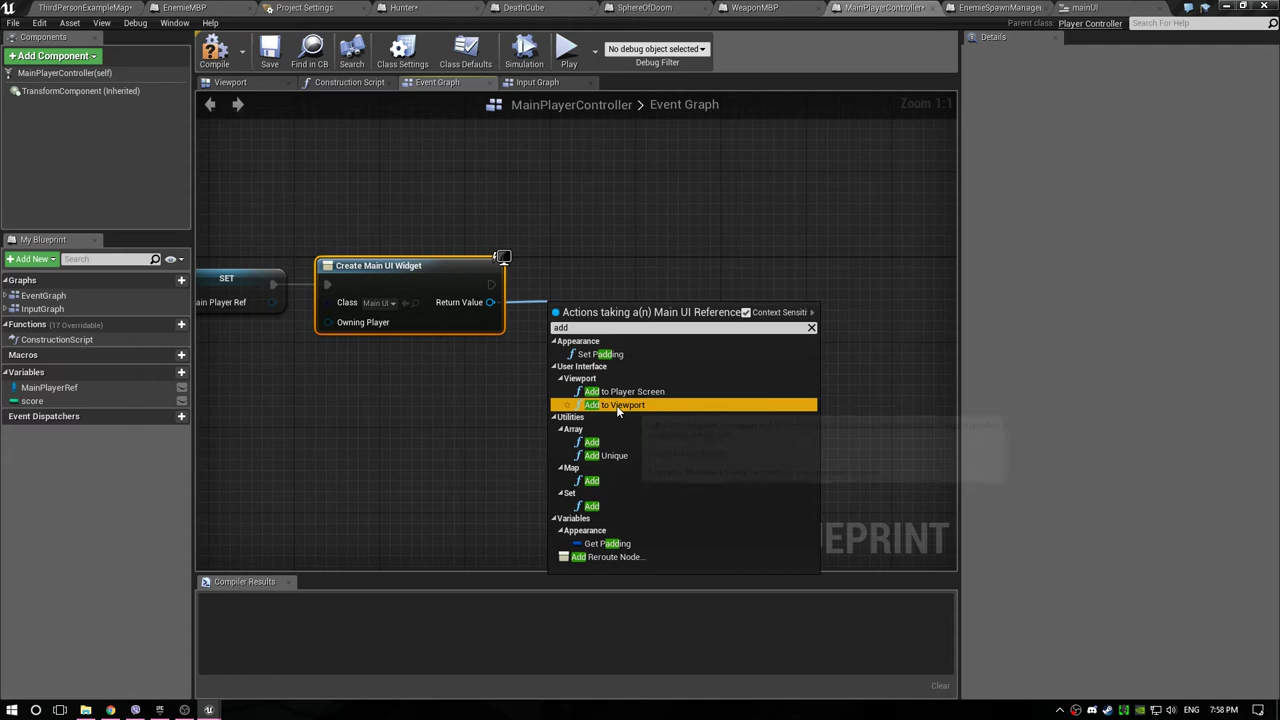 ThirdPersonExampleMap*
EnemieMBP
Project Settings
Hunter*
DeathCube
SphereOfDoom
WeaponMBP
MainPlayerController*
EnemieSpawnManager
mainUI
File
Edit
Asset
View
Debug
Window
Help
Parent class: Player Controller
Search For Help
Components
Add Component
MainPlayerController(self)
TransformComponent (Inherited)
Compile
Save
Find in CB
Search
Class Settings
Class Defaults
Simulation
Play
No debug object selected
Debug Filter
Details
Viewport
Construction Script
Event Graph
Input Graph
MainPlayerController > Event Graph
Zoom 1:1
My Blueprint
Add New
Search
Graphs
EventGraph
InputGraph
Functions (17 Overridable)
ConstructionScript
Macros
Variables
MainPlayerRef
score
Event Dispatchers
SET
ain Player Ref
Create Main UI Widget
Class
Main UI
Return Value
Owning Player
Actions taking a(n) Main UI Reference
Context Sensiti
add
Appearance
Set Padding
User Interface
Viewport
Add to Player Screen
Add to Viewport
Utilities
Array
Add
Add Unique
Map
Add
Set
Add
Variables
Appearance
Get Padding
Add Reroute Node...
EPRINT
Compiler Results
Clear
ENG
7:58 PM